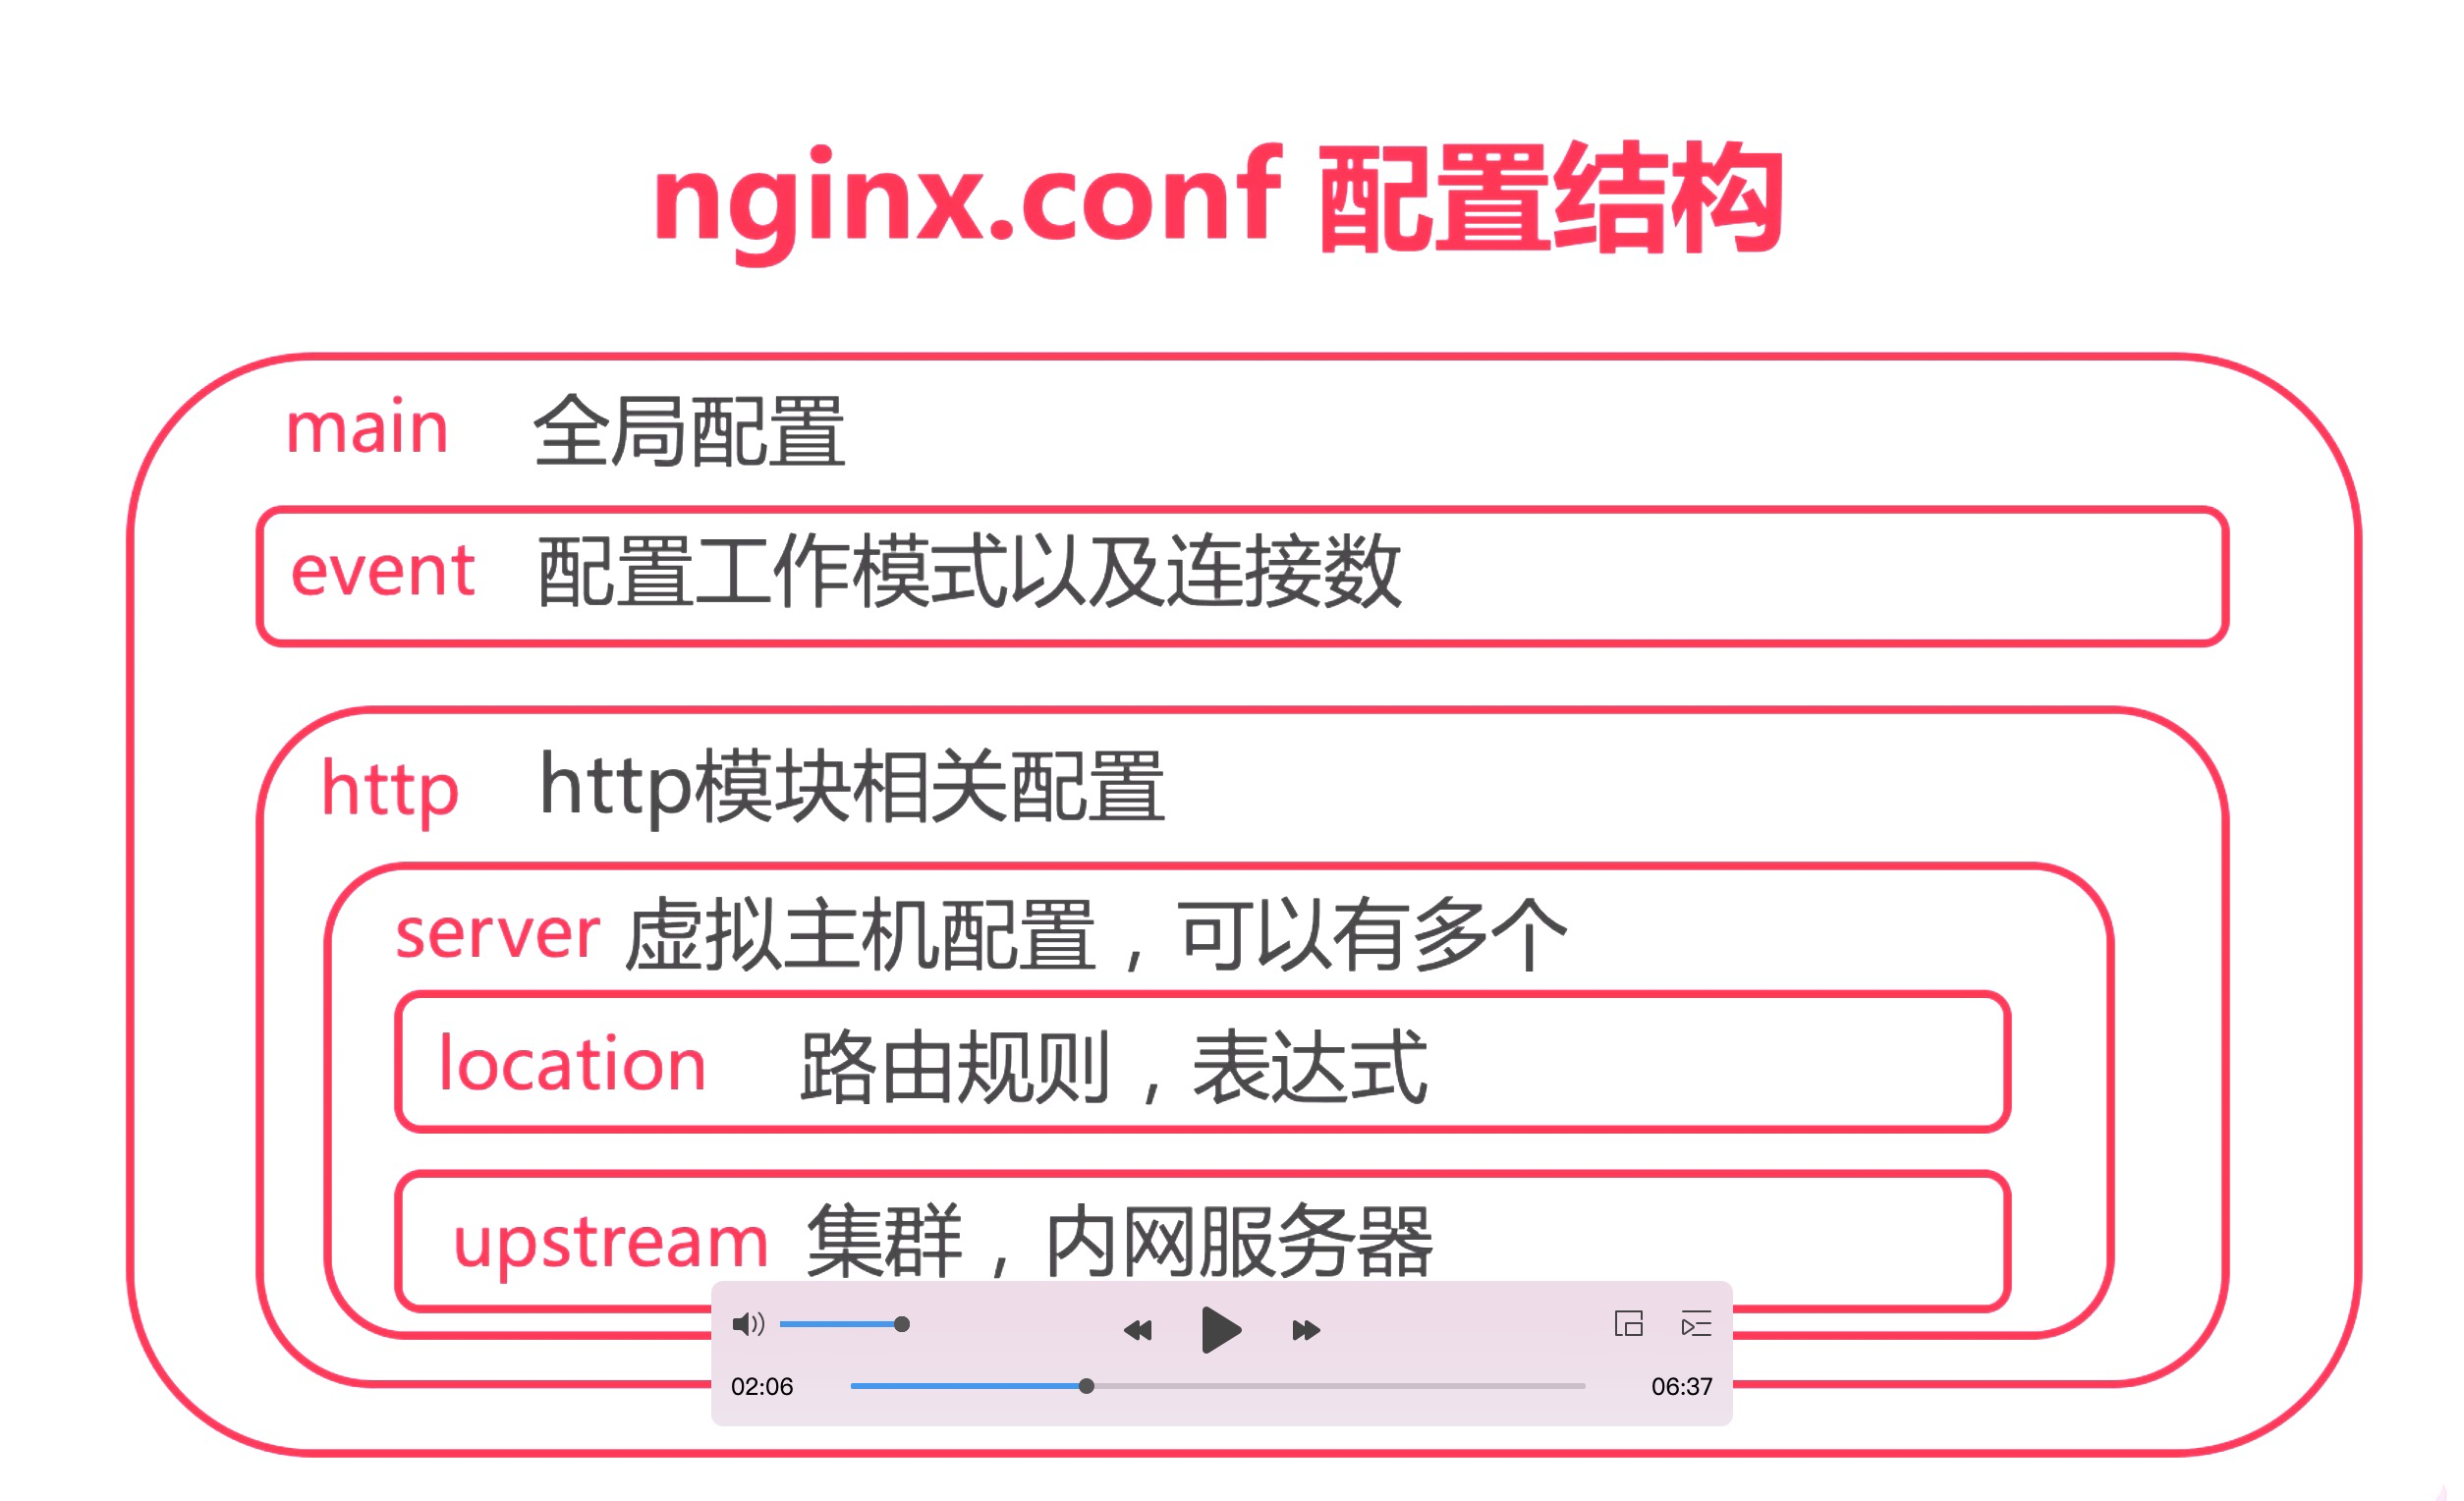 nginx.conf 配置结构
main 全局配置
event 配置工作模式以及连接数
http http模块相关配置
server 虚拟主机配置，可以有多个
location 路由规则，表达式
upstream 集群，内网服务器
02:06 06:37